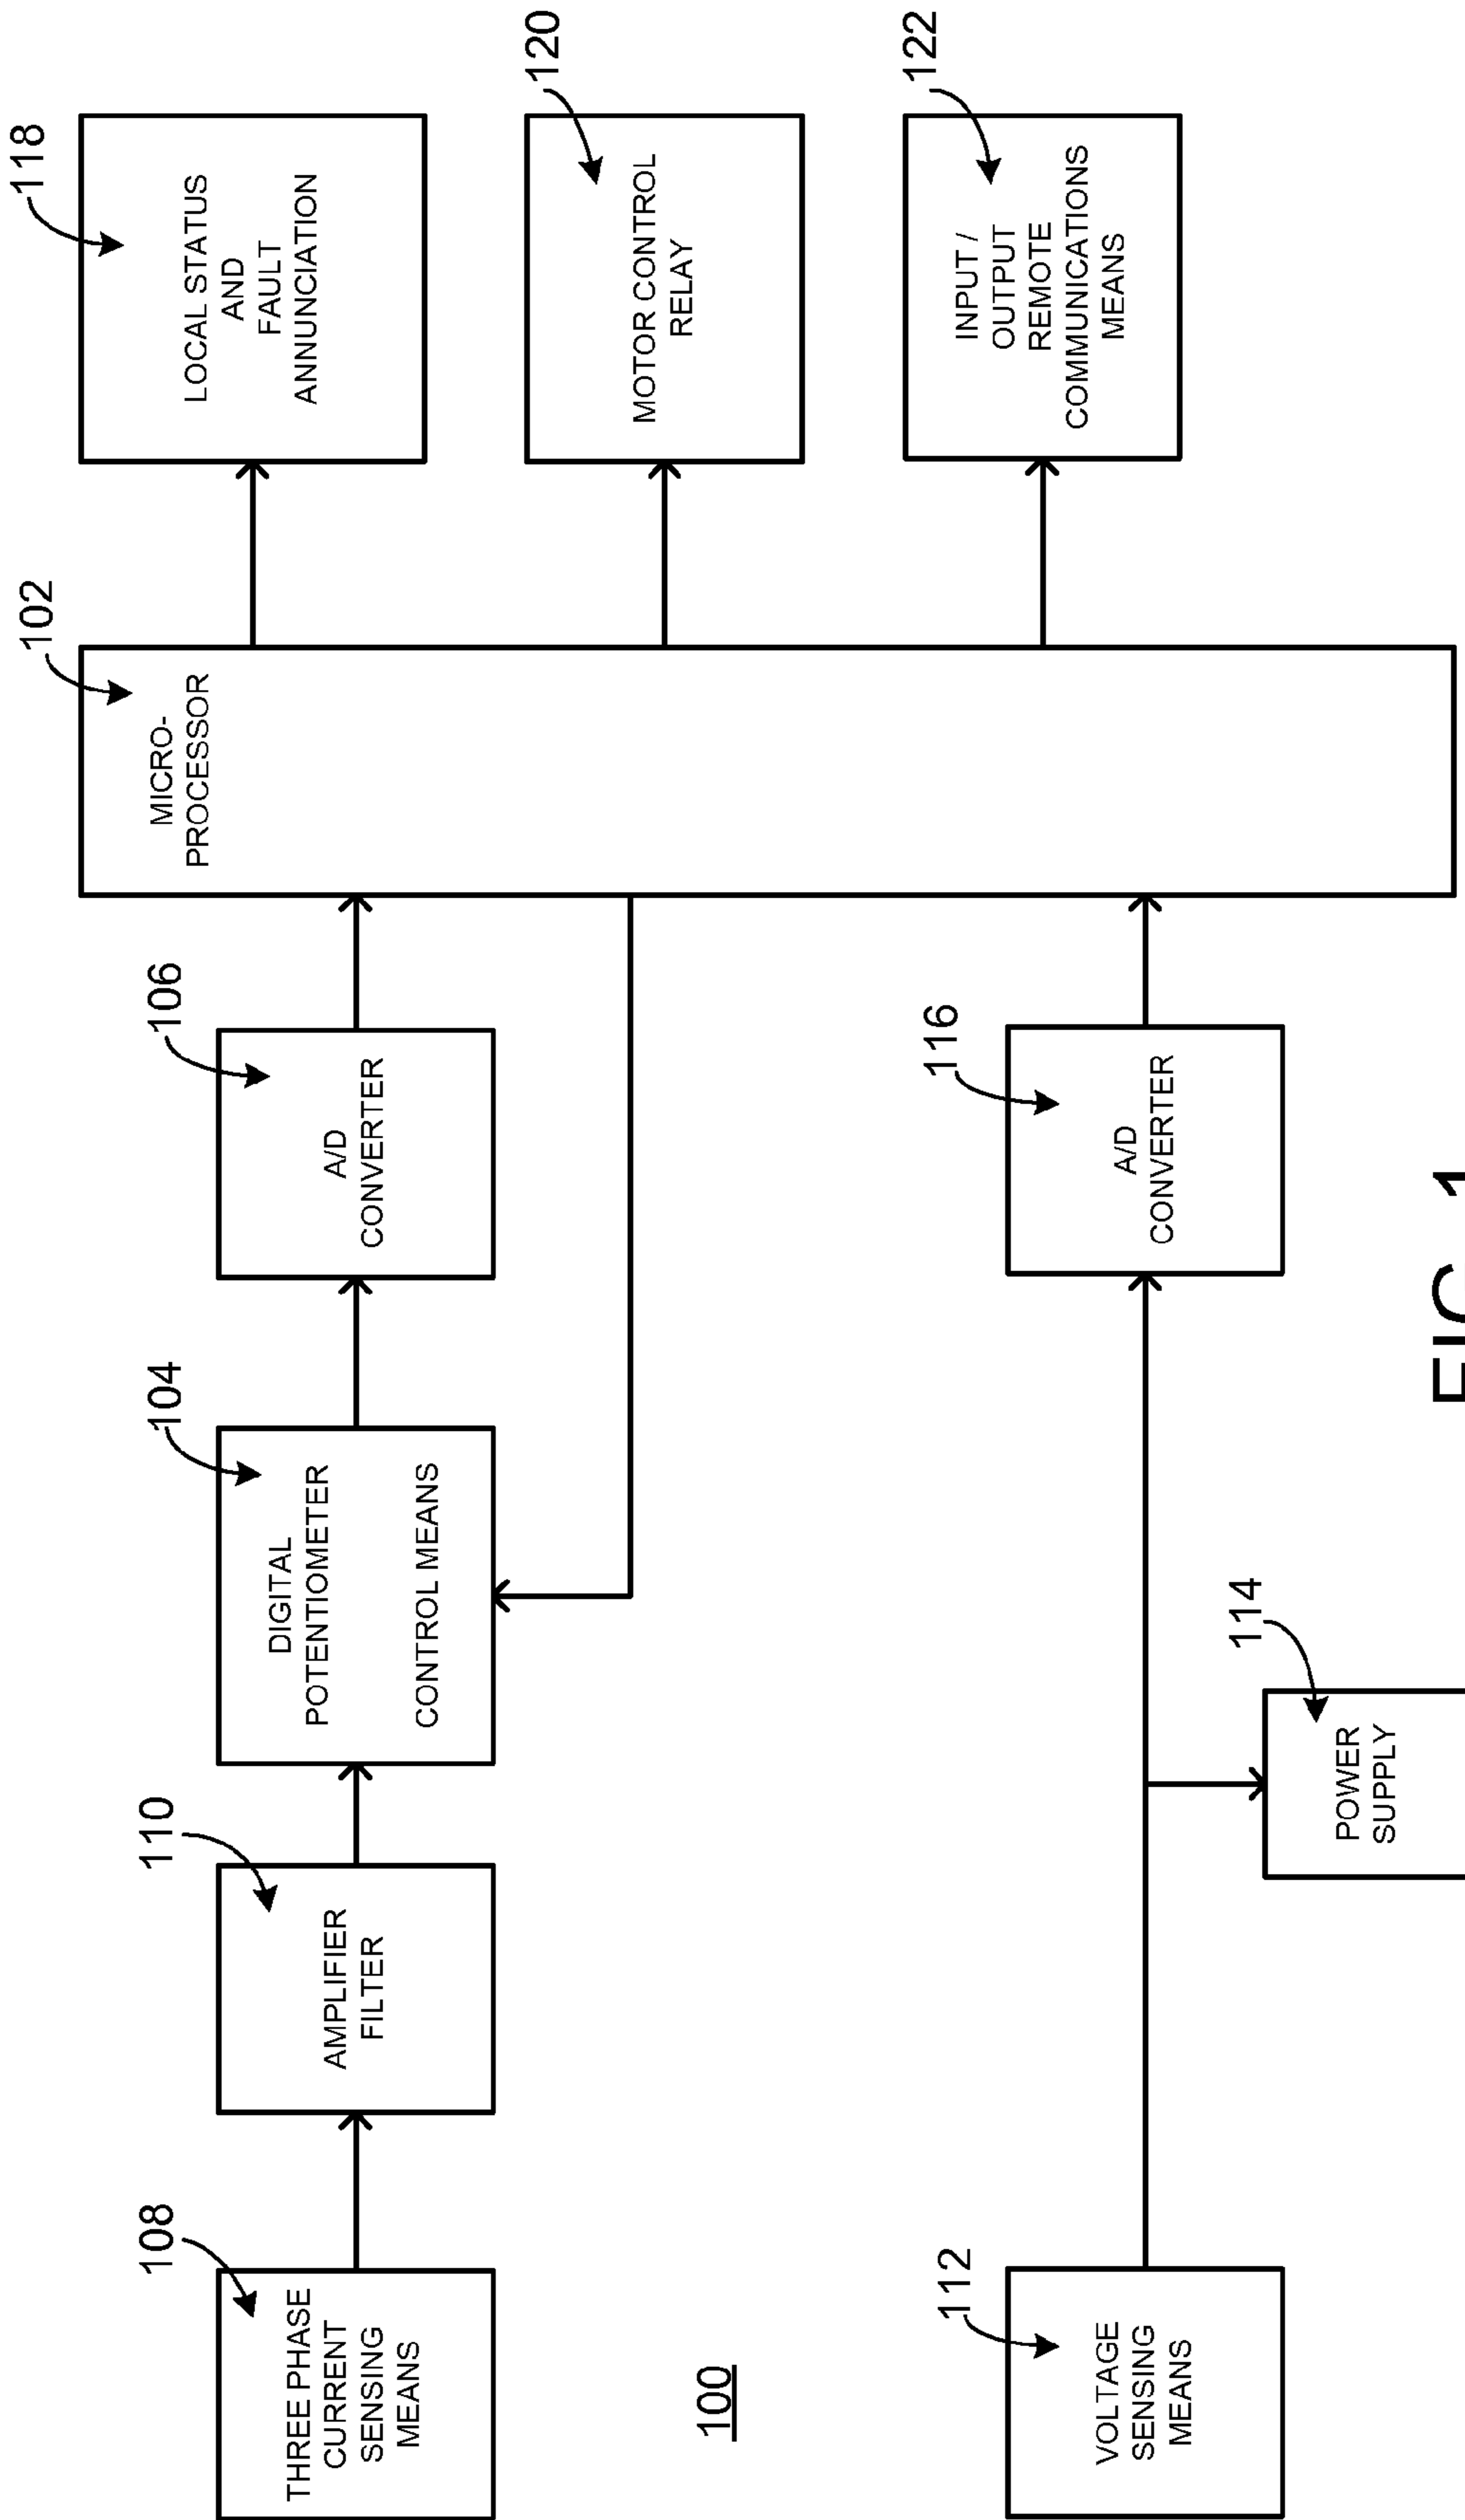 118
LOCAL STATUS
AND
FAULT
ANNUNCIATION
120
MOTOR CONTROL
RELAY
122
INPUT /
OUTPUT
REMOTE
COMMUNICATIONS
MEANS
102
MICRO-
PROCESSOR
106
A/D
CONVERTER
116
A/D
CONVERTER
104
DIGITAL
POTENTIOMETER
CONTROL MEANS
114
POWER
SUPPLY
110
AMPLIFIER
FILTER
108
THREE PHASE
CURRENT
SENSING
MEANS
112
VOLTAGE
SENSING
MEANS
100
FIG. 1